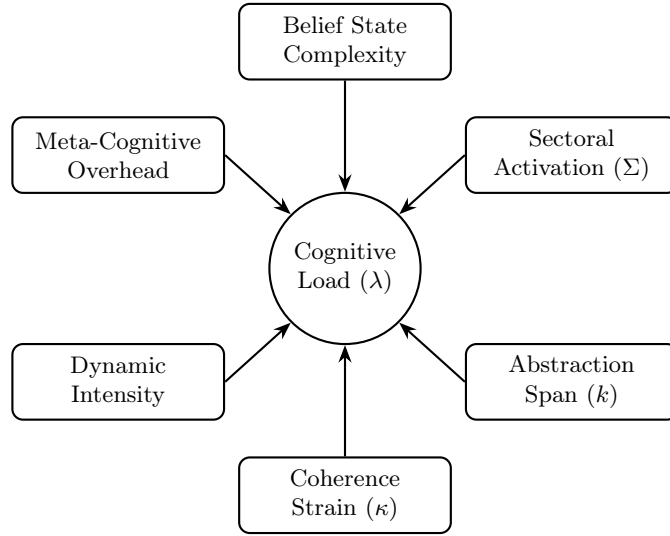 Belief State
Complexity
Meta-Cognitive
Overhead
Sectoral
Activation (Σ)
Cognitive
Load (λ)
Dynamic
Intensity
Abstraction
Span (k)
Coherence
Strain (κ)